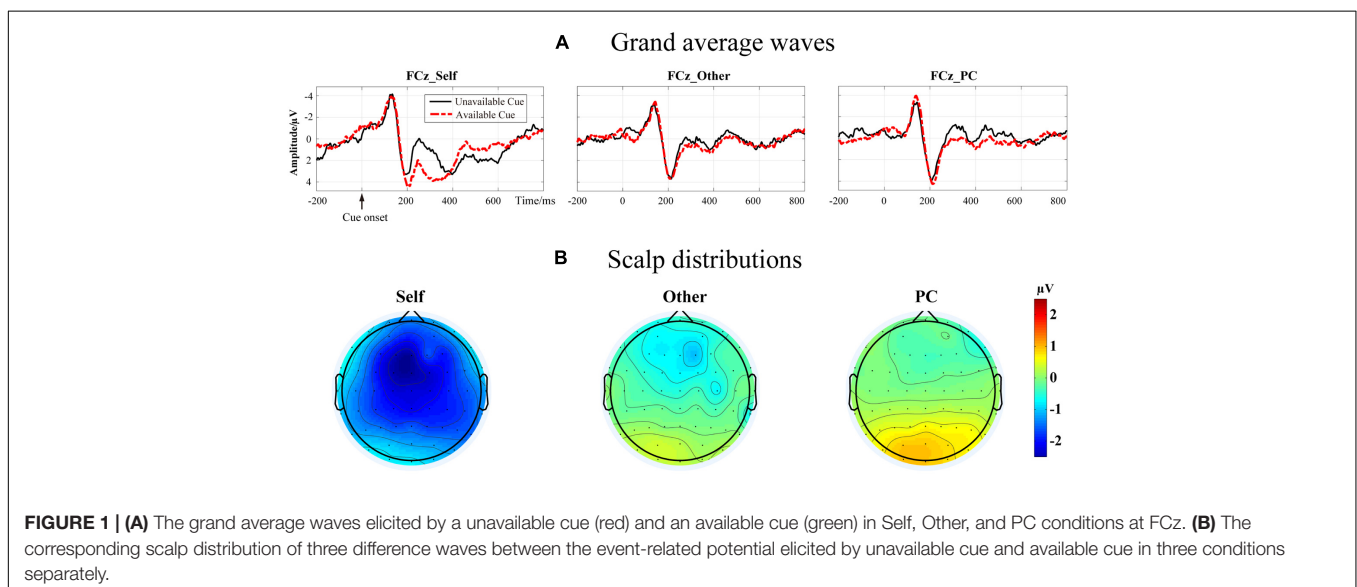 A Grand average waves
FCz_Self FCz_Other FCz_PC
Amplitude/µV
-4
-2
0
2
4
Unavailable Cue
Available Cue
-200 0 200 400 600 Time/ms
Cue onset
-200 0 200 400 600 800
-200 0 200 400 600 800
B Scalp distributions
Self Other PC
µV
2
1
0
-1
-2
FIGURE 1 | (A) The grand average waves elicited by a unavailable cue (red) and an available cue (green) in Self, Other, and PC conditions at FCz. (B) The
corresponding scalp distribution of three difference waves between the event-related potential elicited by unavailable cue and available cue in three conditions
separately.